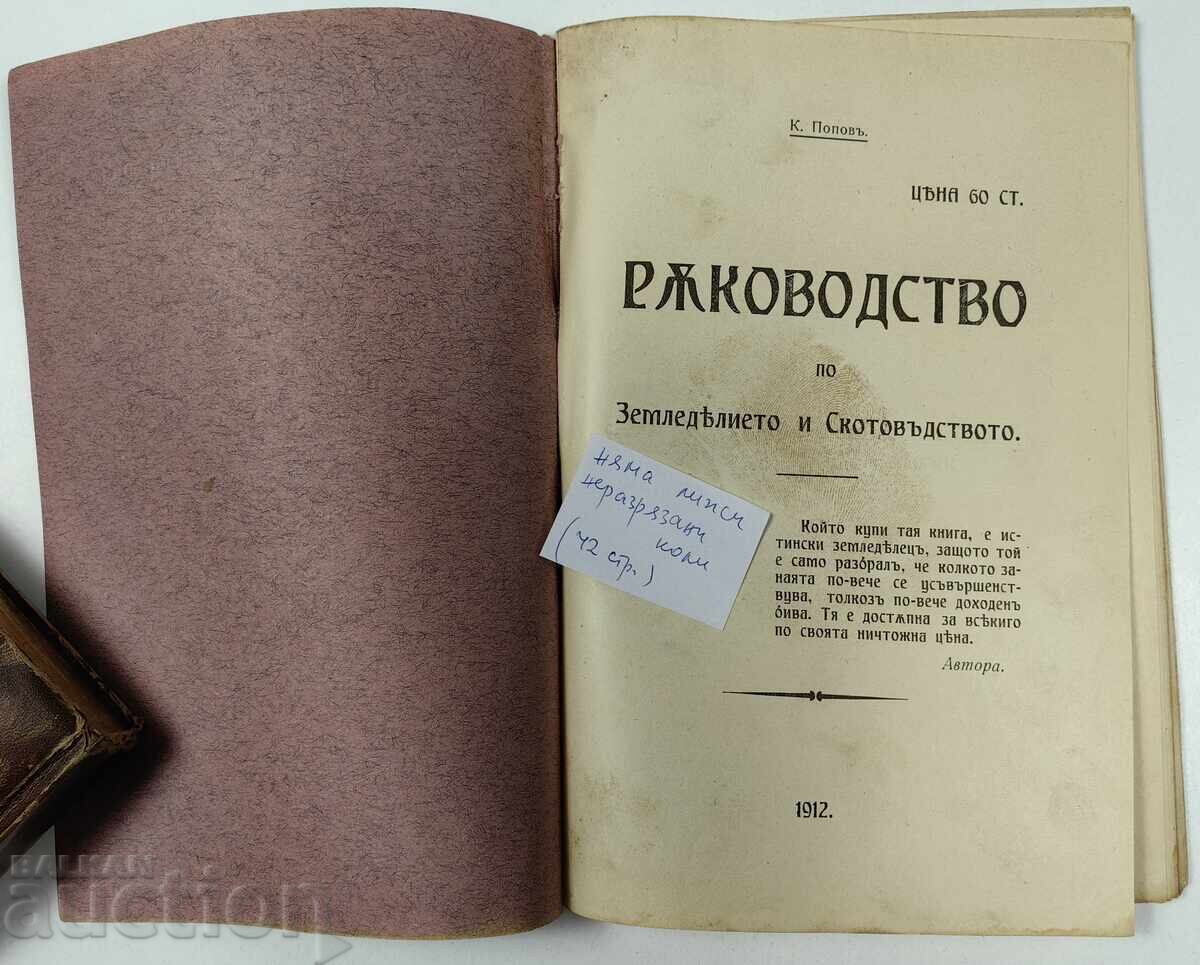 К. Поповъ.
ЦѢНА 60 СТ.
РѪКОВОДСТВО
по
Земледѣлието и Скотовъдството.
няма липси
неразрязани
коли
(42 стр.)
Който купи тая книга, е ис-
тински земледѣлецъ, защото той
е само разбралъ, че колкото за-
наята по-вече се усъвършенст-
вува, толкозъ по-вече доходенъ
бива. Тя е достѫпна за всѣкиго
по своята ничтожна цѣна.
Автора.
1912.
BALKAN
auction